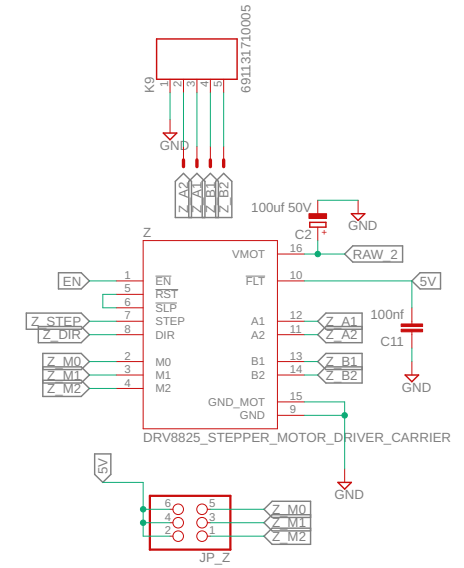 691131710005
K9
1
2
3
4
5
GND
Z_A2
Z_A1
Z_B1
Z_B2
100uf 50V
C2
+
GND
Z
VMOT 16 RAW_2
EN 1 EN
FLT 10 5V
5 RST
6 SLP
Z_STEP 7 STEP
Z_DIR 8 DIR
A1 12 Z_A1
A2 11 Z_A2
100nf
C11
GND
Z_M0 2 M0
Z_M1 3 M1
Z_M2 4 M2
B1 13 Z_B1
B2 14 Z_B2
GND_MOT 15
GND 9
DRV8825_STEPPER_MOTOR_DRIVER_CARRIER
GND
5V
6 5 Z_M0
4 3 Z_M1
2 1 Z_M2
JP_Z